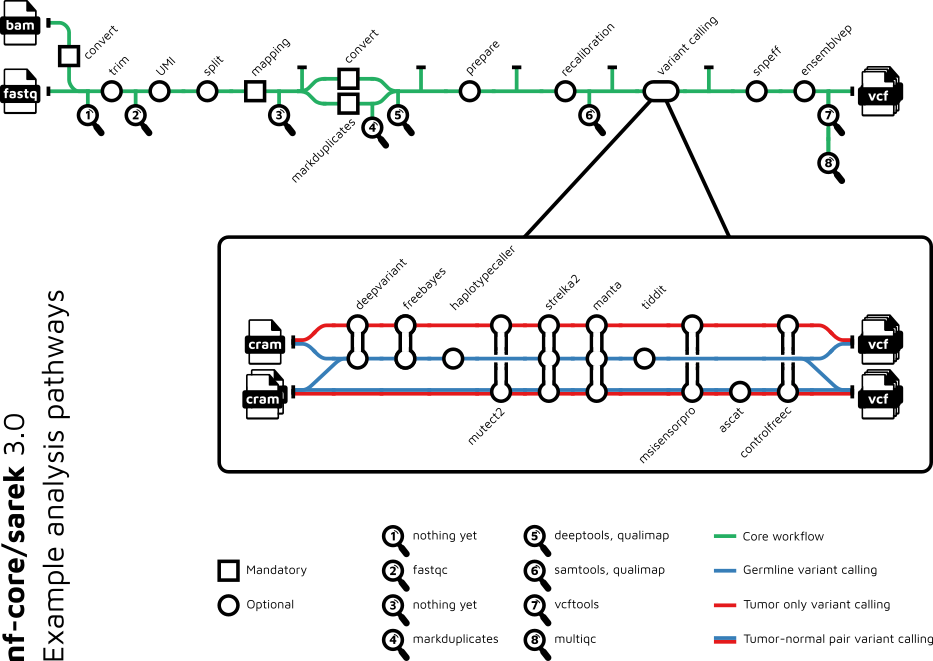 bam
convert
fastq
trim
UMI
split
mapping
convert
markduplicates
prepare
recalibration
variant calling
snpeff
ensemblvep
vcf
1
2
3
4
5
6
7
8
deepvariant
freebayes
haplotypecaller
strelka2
manta
tiddit
cram
vcf
cram
vcf
mutect2
msisensorpro
ascat
controlfreec
nf-core/sarek 3.0
Example analysis pathways
Mandatory
Optional
1 nothing yet
2 fastqc
3 nothing yet
4 markduplicates
5 deeptools, qualimap
6 samtools, qualimap
7 vcftools
8 multiqc
Core workflow
Germline variant calling
Tumor only variant calling
Tumor-normal pair variant calling